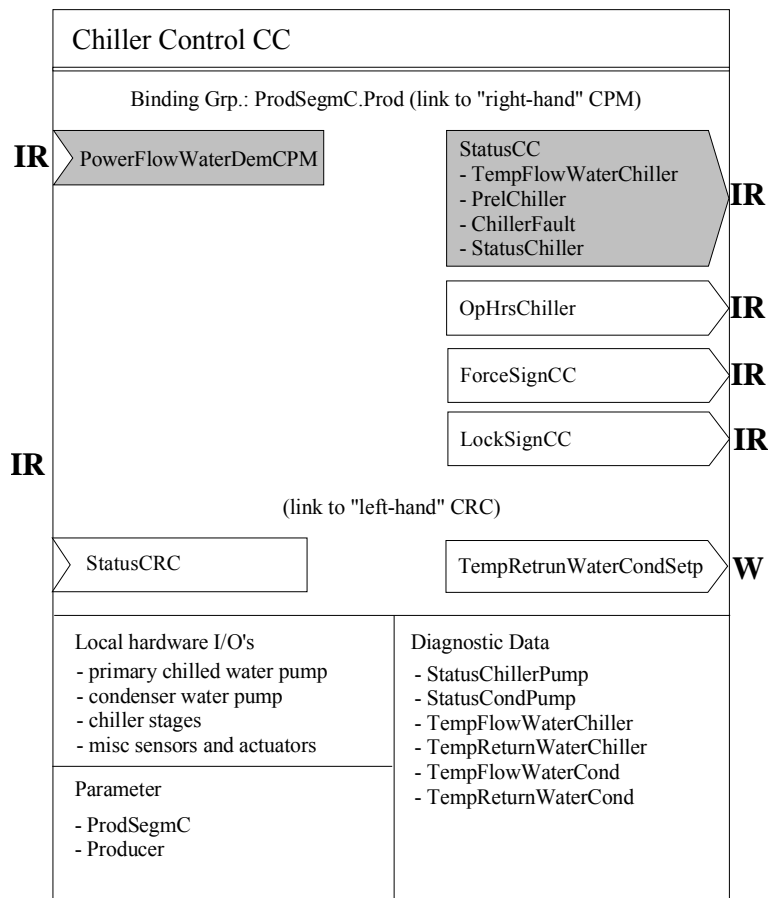 Chiller Control CC
Binding Grp.: ProdSegmC.Prod (link to "right-hand" CPM)
IR
PowerFlowWaterDemCPM
StatusCC
- TempFlowWaterChiller
- PrelChiller
- ChillerFault
- StatusChiller
IR
OpHrsChiller
IR
ForceSignCC
IR
LockSignCC
IR
IR
(link to "left-hand" CRC)
StatusCRC
TempRetrunWaterCondSetp
W
Local hardware I/O's
- primary chilled water pump
- condenser water pump
- chiller stages
- misc sensors and actuators
Parameter
- ProdSegmC
- Producer
Diagnostic Data
- StatusChillerPump
- StatusCondPump
- TempFlowWaterChiller
- TempReturnWaterChiller
- TempFlowWaterCond
- TempReturnWaterCond